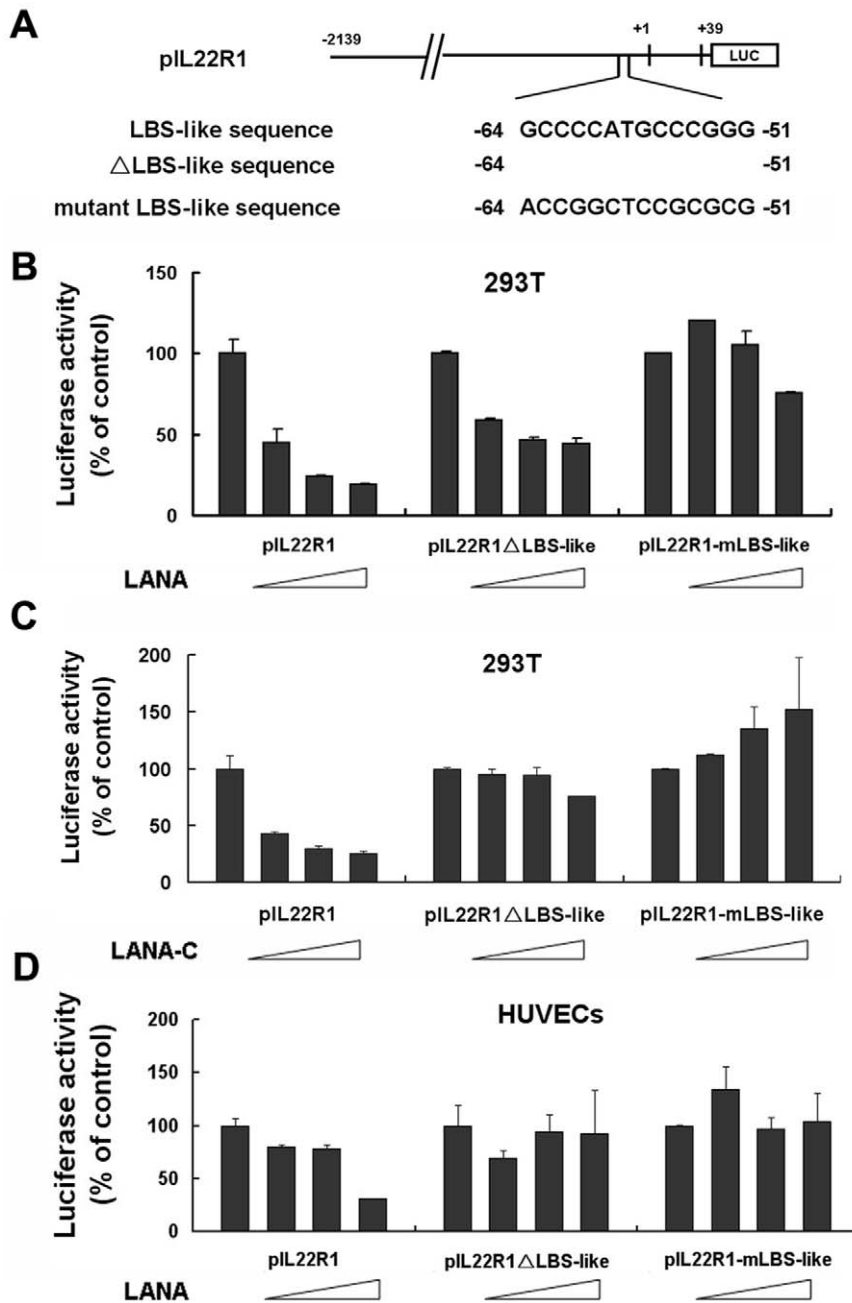 A
-2139
+1
+39
pIL22R1
LUC
LBS-like sequence -64 GCCCCATGCCCGGG -51
△LBS-like sequence -64 -51
mutant LBS-like sequence -64 ACCGGCTCCGCGCG -51
B
293T
Luciferase activity
(% of control)
150
100
50
0
pIL22R1 pIL22R1△LBS-like pIL22R1-mLBS-like
LANA
C
293T
Luciferase activity
(% of control)
200
150
100
50
0
pIL22R1 pIL22R1△LBS-like pIL22R1-mLBS-like
LANA-C
D
HUVECs
Luciferase activity
(% of control)
200
150
100
50
0
pIL22R1 pIL22R1△LBS-like pIL22R1-mLBS-like
LANA